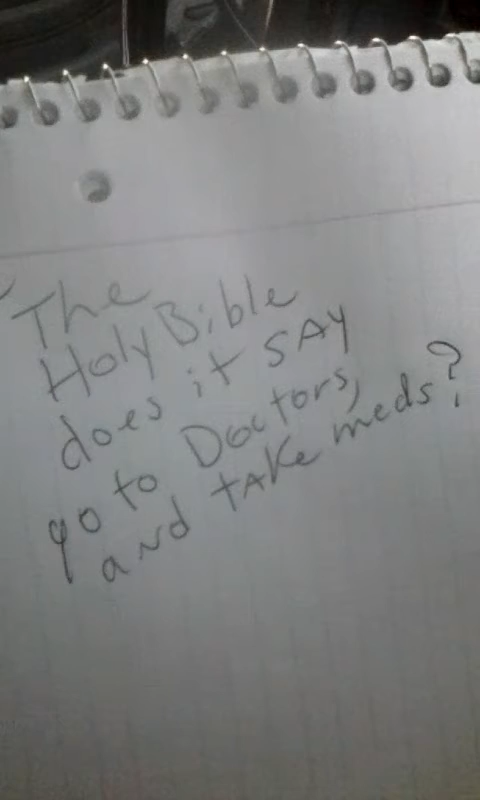 The
Holy Bible
does it SAY
go to Doctors,
and tAKe meds?